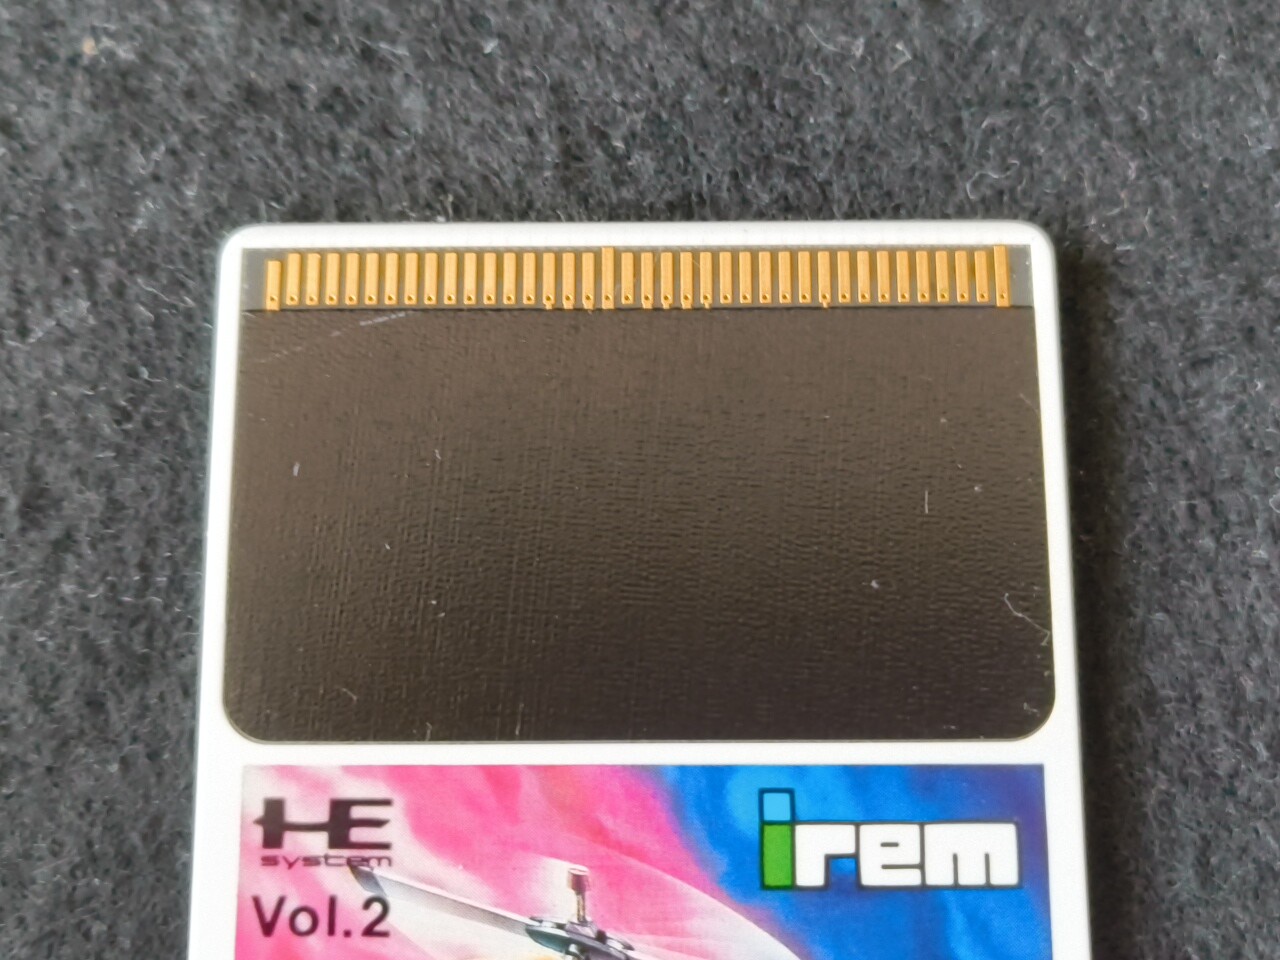 HE
system
Vol.2
irem